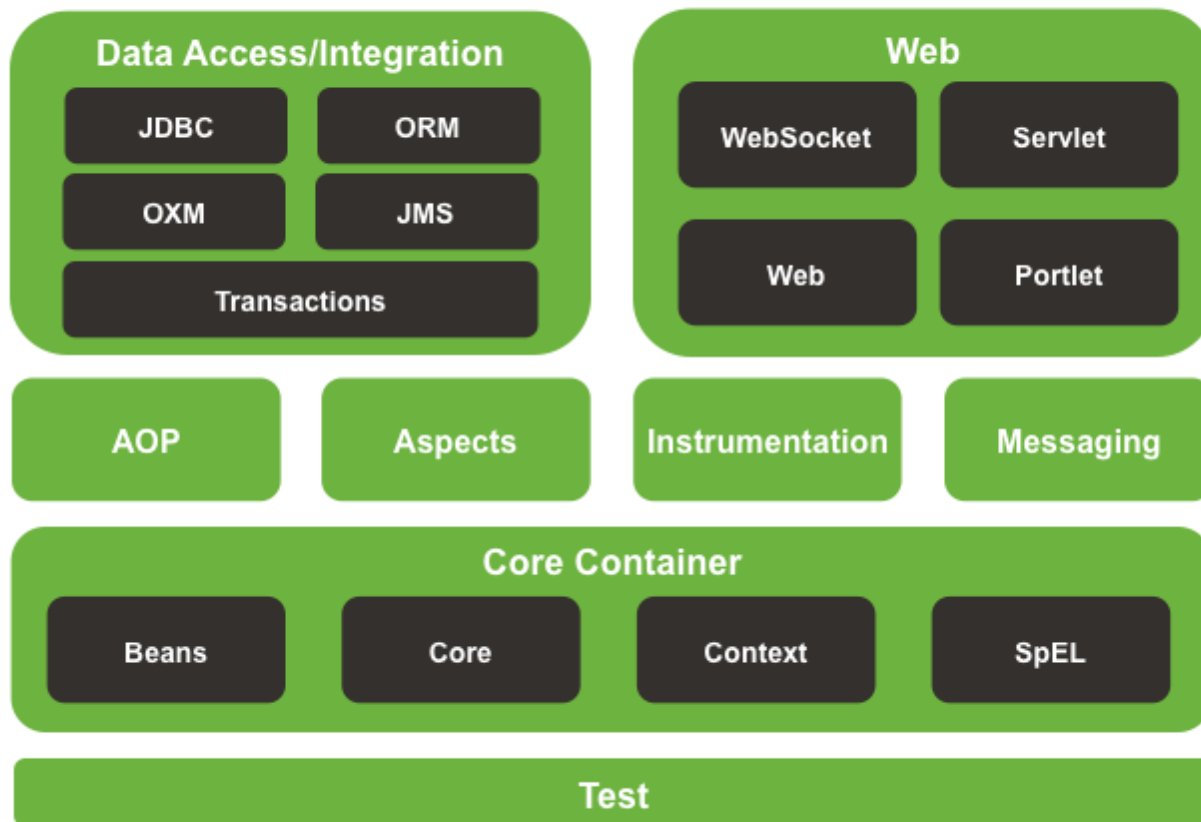 Data Access/Integration
JDBC
ORM
OXM
JMS
Transactions
Web
WebSocket
Servlet
Web
Portlet
AOP
Aspects
Instrumentation
Messaging
Core Container
Beans
Core
Context
SpEL
Test